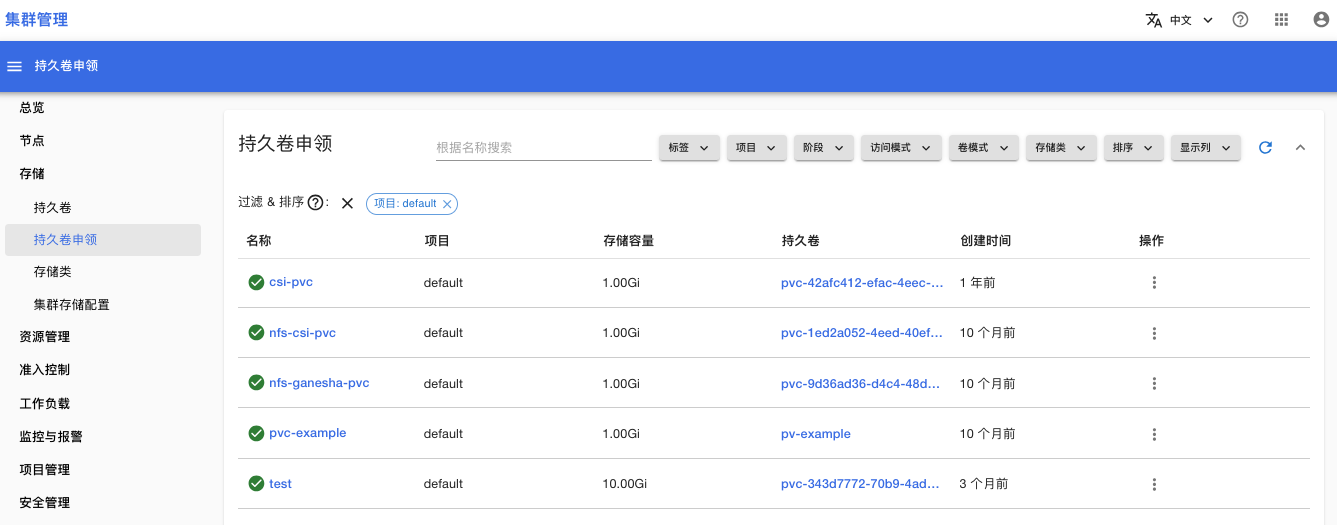 集群管理
中文
持久卷申领
总览
节点
存储
持久卷
持久卷申领
存储类
集群存储配置
资源管理
准入控制
工作负载
监控与报警
项目管理
安全管理
持久卷申领 根据名称搜索 标签 项目 阶段 访问模式 卷模式 存储类 排序 显示列
过滤 & 排序 : 项目: default
名称 项目 存储容量 持久卷 创建时间 操作
csi-pvc default 1.00Gi pvc-42afc412-efac-4eec-... 1 年前
nfs-csi-pvc default 1.00Gi pvc-1ed2a052-4eed-40ef... 10 个月前
nfs-ganesha-pvc default 1.00Gi pvc-9d36ad36-d4c4-48d... 10 个月前
pvc-example default 1.00Gi pv-example 10 个月前
test default 10.00Gi pvc-343d7772-70b9-4ad... 3 个月前